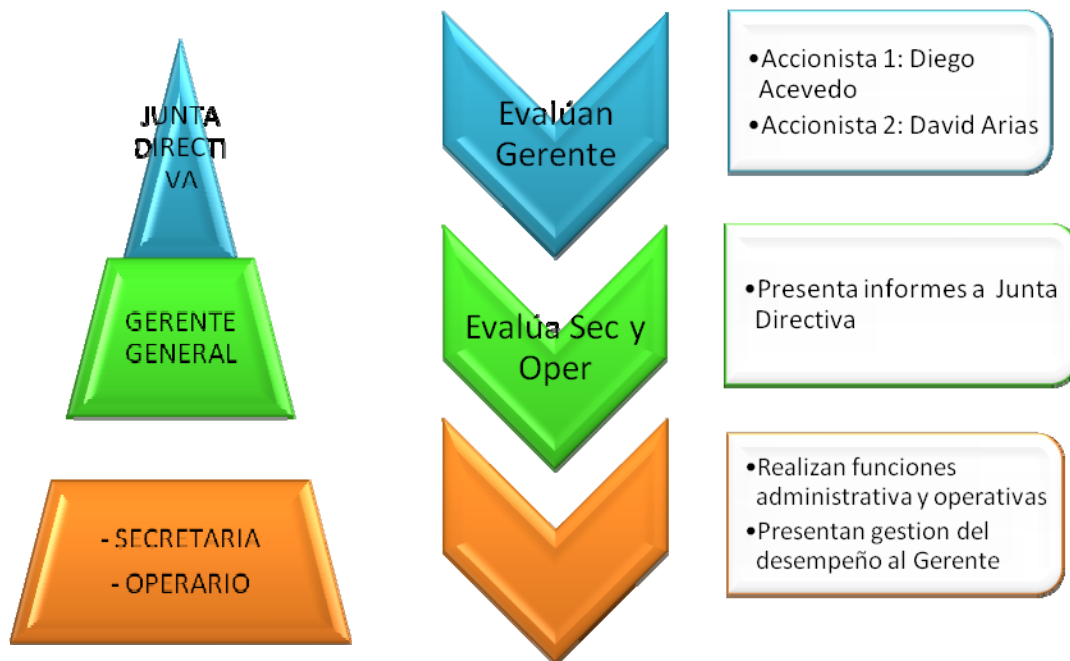 JUNTA
DIRECTI
VA
Evalúan
Gerente
•Accionista 1: Diego
Acevedo
•Accionista 2: David Arias
GERENTE
GENERAL
Evalúa Sec y
Oper
•Presenta informes a Junta
Directiva
- SECRETARIA
- OPERARIO
•Realizan funciones
administrativa y operativas
•Presentan gestion del
desempeño al Gerente